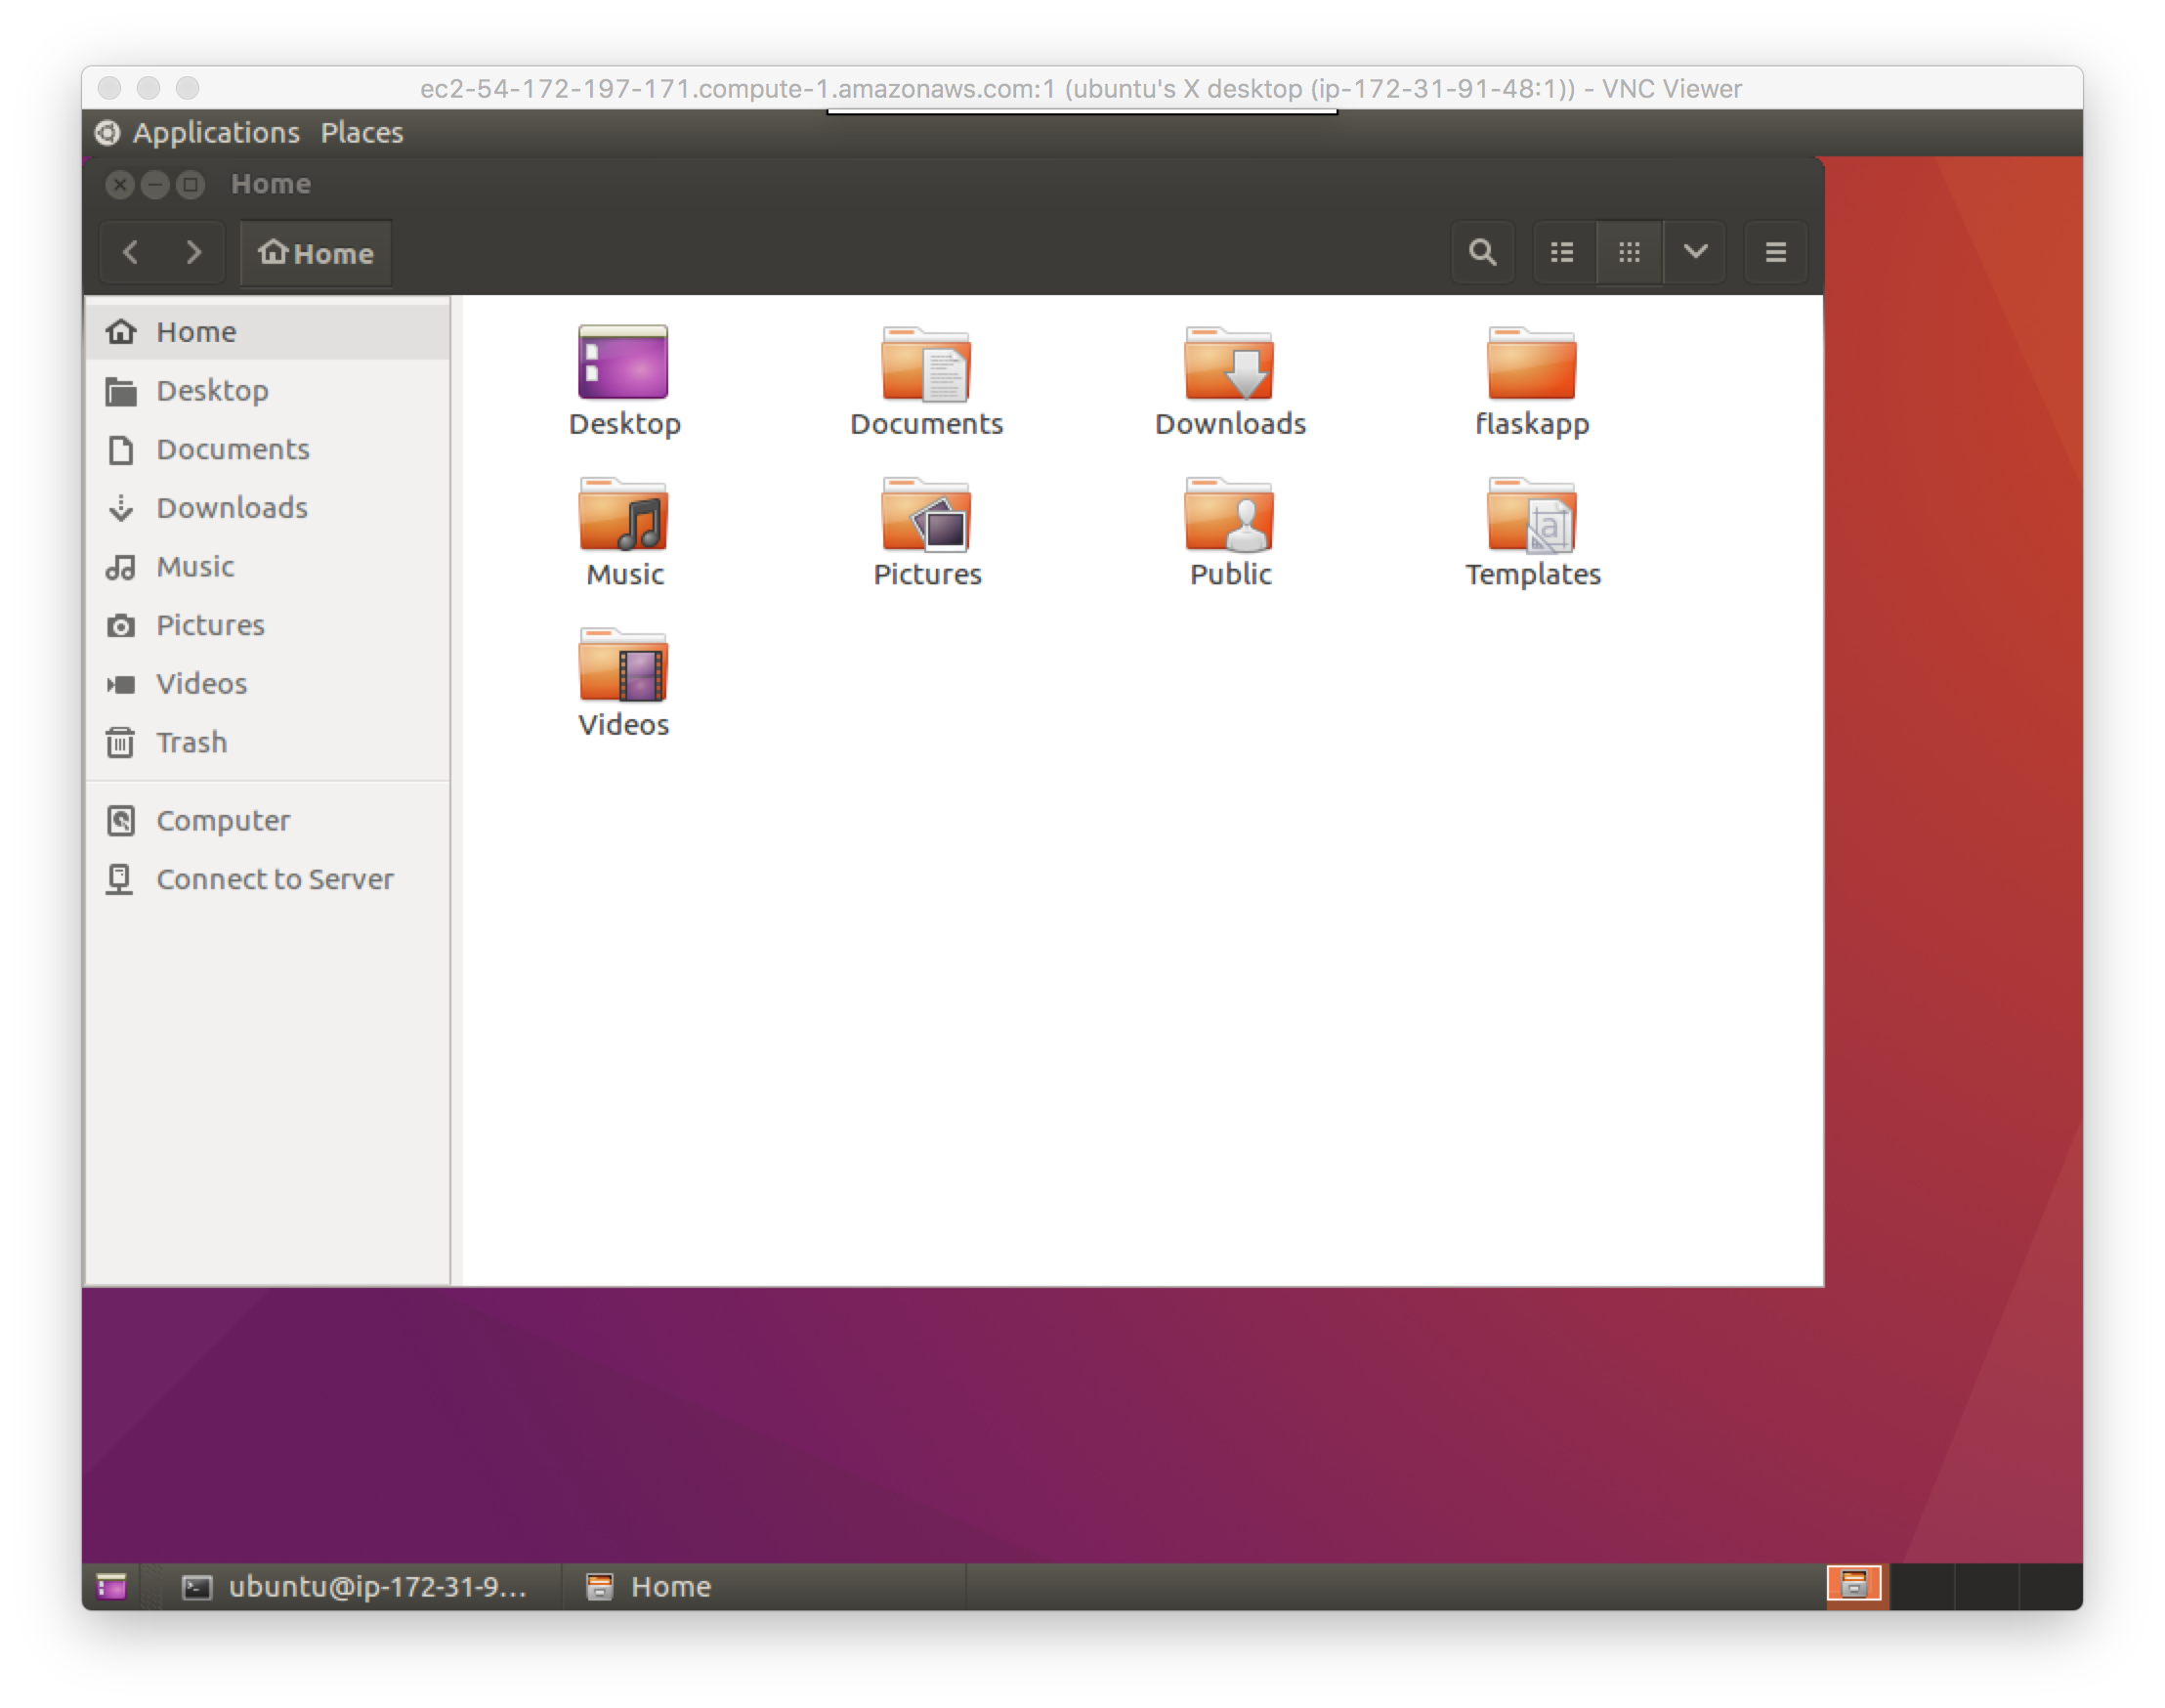 ec2-54-172-197-171.compute-1.amazonaws.com:1 (ubuntu's X desktop (ip-172-31-91-48:1)) - VNC Viewer
Applications Places
Home
Home
Home
Desktop
Documents
Downloads
Music
Pictures
Videos
Trash
Computer
Connect to Server
Desktop Documents Downloads flaskapp
Music Pictures Public Templates
Videos
ubuntu@ip-172-31-9... Home